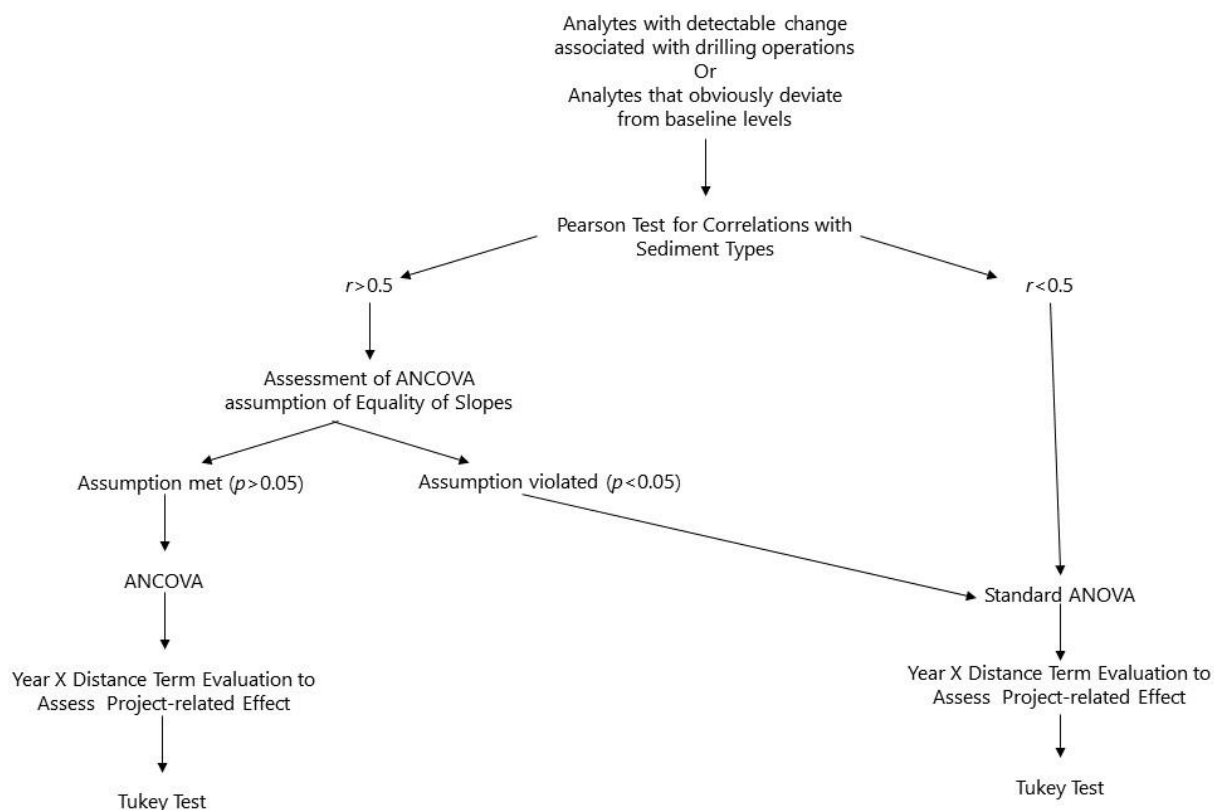 Analytes with detectable change
associated with drilling operations
Or
Analytes that obviously deviate
from baseline levels
Pearson Test for Correlations with
Sediment Types
r>0.5
r<0.5
Assessment of ANCOVA
assumption of Equality of Slopes
Assumption met (p>0.05)
Assumption violated (p<0.05)
ANCOVA
Standard ANOVA
Year X Distance Term Evaluation to
Assess Project-related Effect
Year X Distance Term Evaluation to
Assess Project-related Effect
Tukey Test
Tukey Test